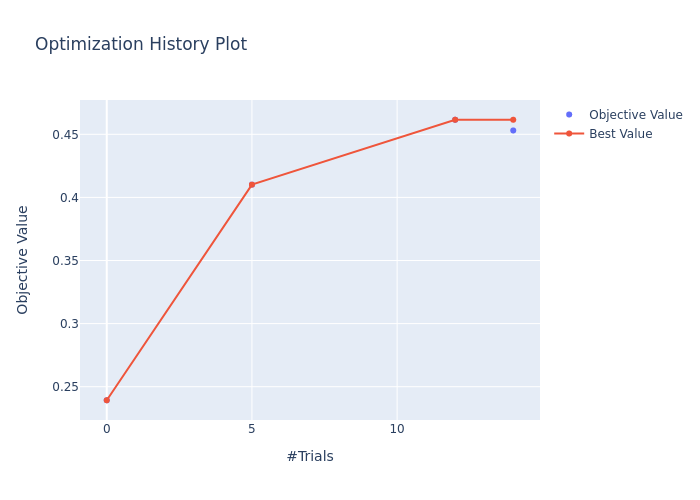 Optimization History Plot
Objective Value
Best Value
0.45
0.4
0.35
0.3
0.25
Objective Value
0
5
10
#Trials